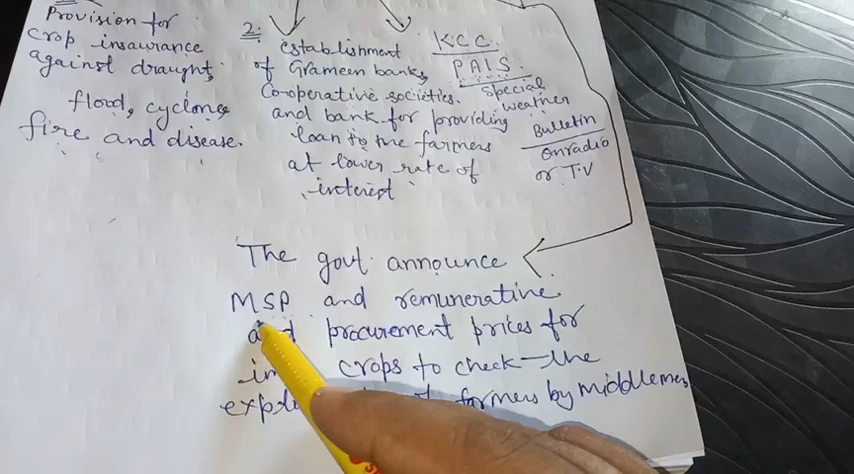 Provision for
crop insaurance
against draught,
flood, cyclone,
fire and disease.
2.
establishment
of Grameen banks,
Cooperative societies.
and bank for providing
loan to the farmers
at lower rate of
interest
KCC.
PAIS.
Special
weather
Bulletin
on radio
or T.V
The govt announce
MSP and remunerative
procurement prices for
crops to check the
farmers by middlemen